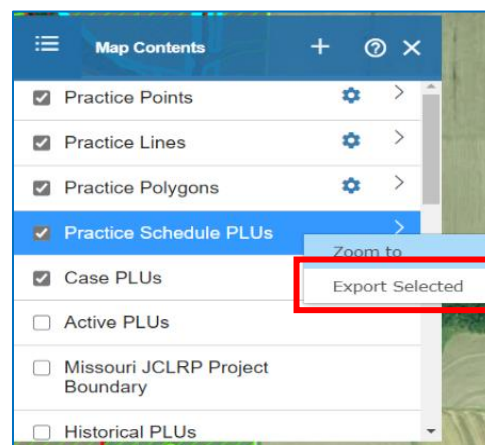 Map Contents
Practice Points
Practice Lines
Practice Polygons
Practice Schedule PLUs
Zoom to
Case PLUs
Export Selected
Active PLUs
Missouri JCLRP Project
Boundary
Historical PLUs